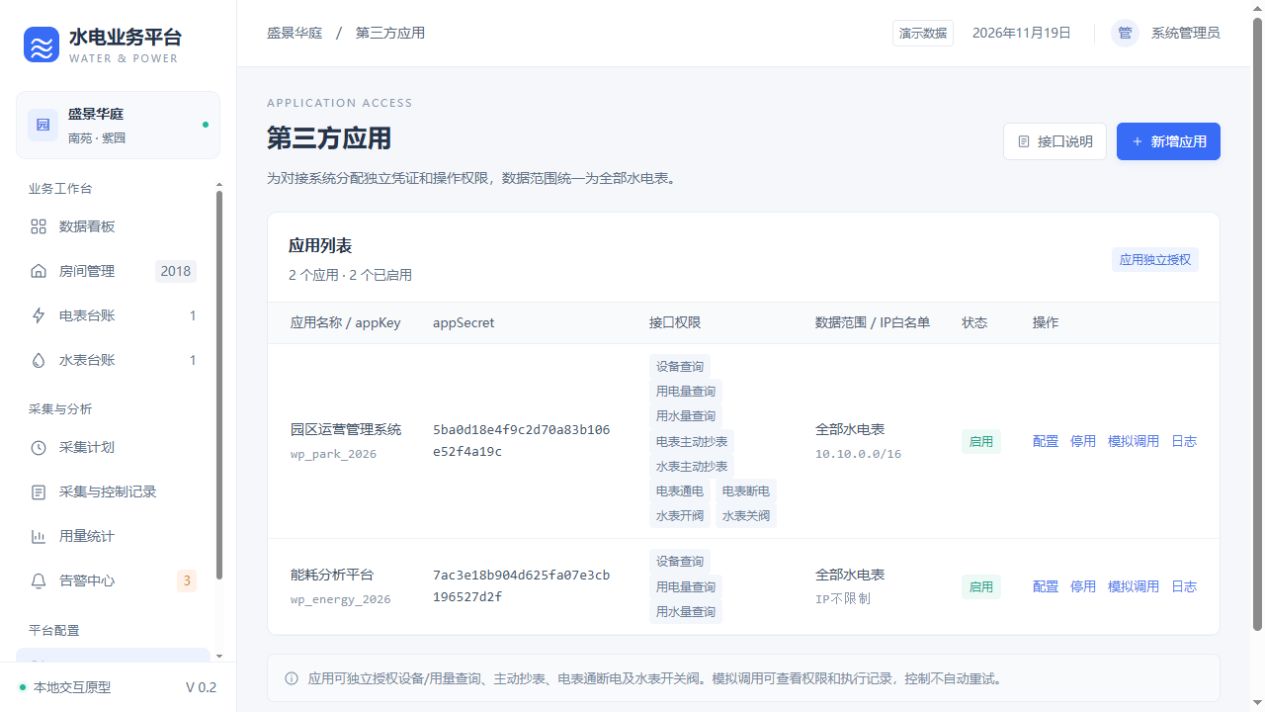 水电业务平台
WATER & POWER
园
盛景华庭
南苑 · 紫园
业务工作台
数据看板
房间管理 2018
电表台账 1
水表台账 1
采集与分析
采集计划
采集与控制记录
用量统计
告警中心 3
平台配置
本地交互原型 V 0.2
盛景华庭 / 第三方应用
演示数据 2026年11月19日 管 系统管理员
APPLICATION ACCESS
第三方应用
为对接系统分配独立凭证和操作权限，数据范围统一为全部水电表。
接口说明 + 新增应用
应用列表
2 个应用 · 2 个已启用
应用独立授权
应用名称 / appKey appSecret 接口权限 数据范围 / IP白名单 状态 操作
园区运营管理系统
wp_park_2026
5ba0d18e4f9c2d70a83b106
e52f4a19c
设备查询
用电量查询
用水量查询
电表主动抄表
水表主动抄表
电表通电 电表断电
水表开阀 水表关阀
全部水电表
10.10.0.0/16
启用
配置 停用 模拟调用 日志
能耗分析平台
wp_energy_2026
7ac3e18b904d625fa07e3cb
196527d2f
设备查询
用电量查询
用水量查询
全部水电表
IP不限制
启用
配置 停用 模拟调用 日志
应用可独立授权设备/用量查询、主动抄表、电表通断电及水表开关阀。模拟调用可查看权限和执行记录，控制不自动重试。